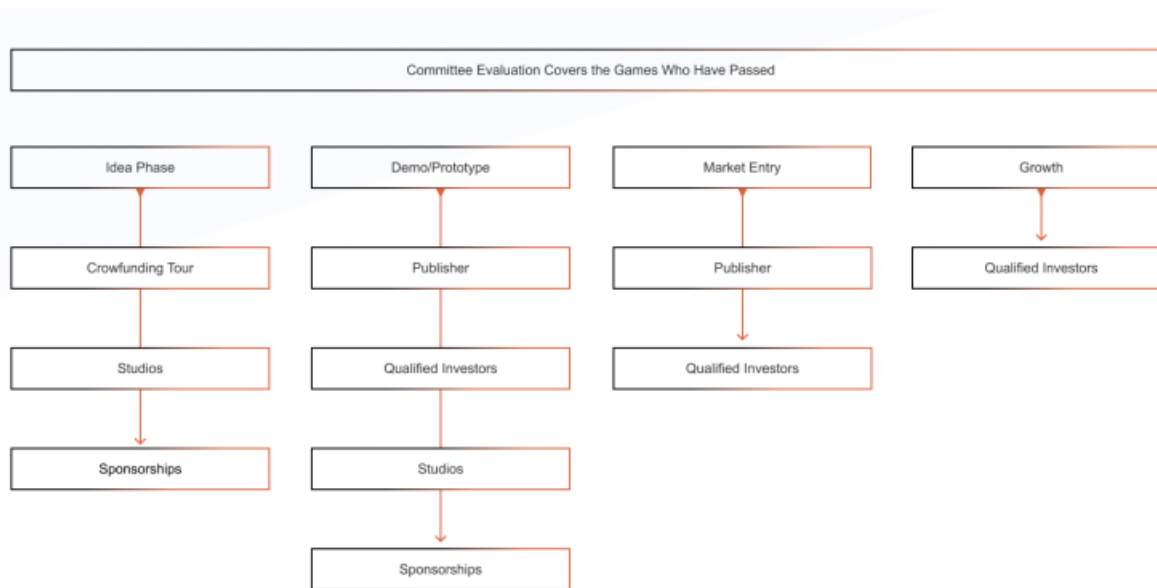 Committee Evaluation Covers the Games Who Have Passed
Idea Phase
Demo/Prototype
Market Entry
Growth
Crowfunding Tour
Publisher
Publisher
Qualified Investors
Studios
Qualified Investors
Qualified Investors
Sponsorships
Studios
Sponsorships